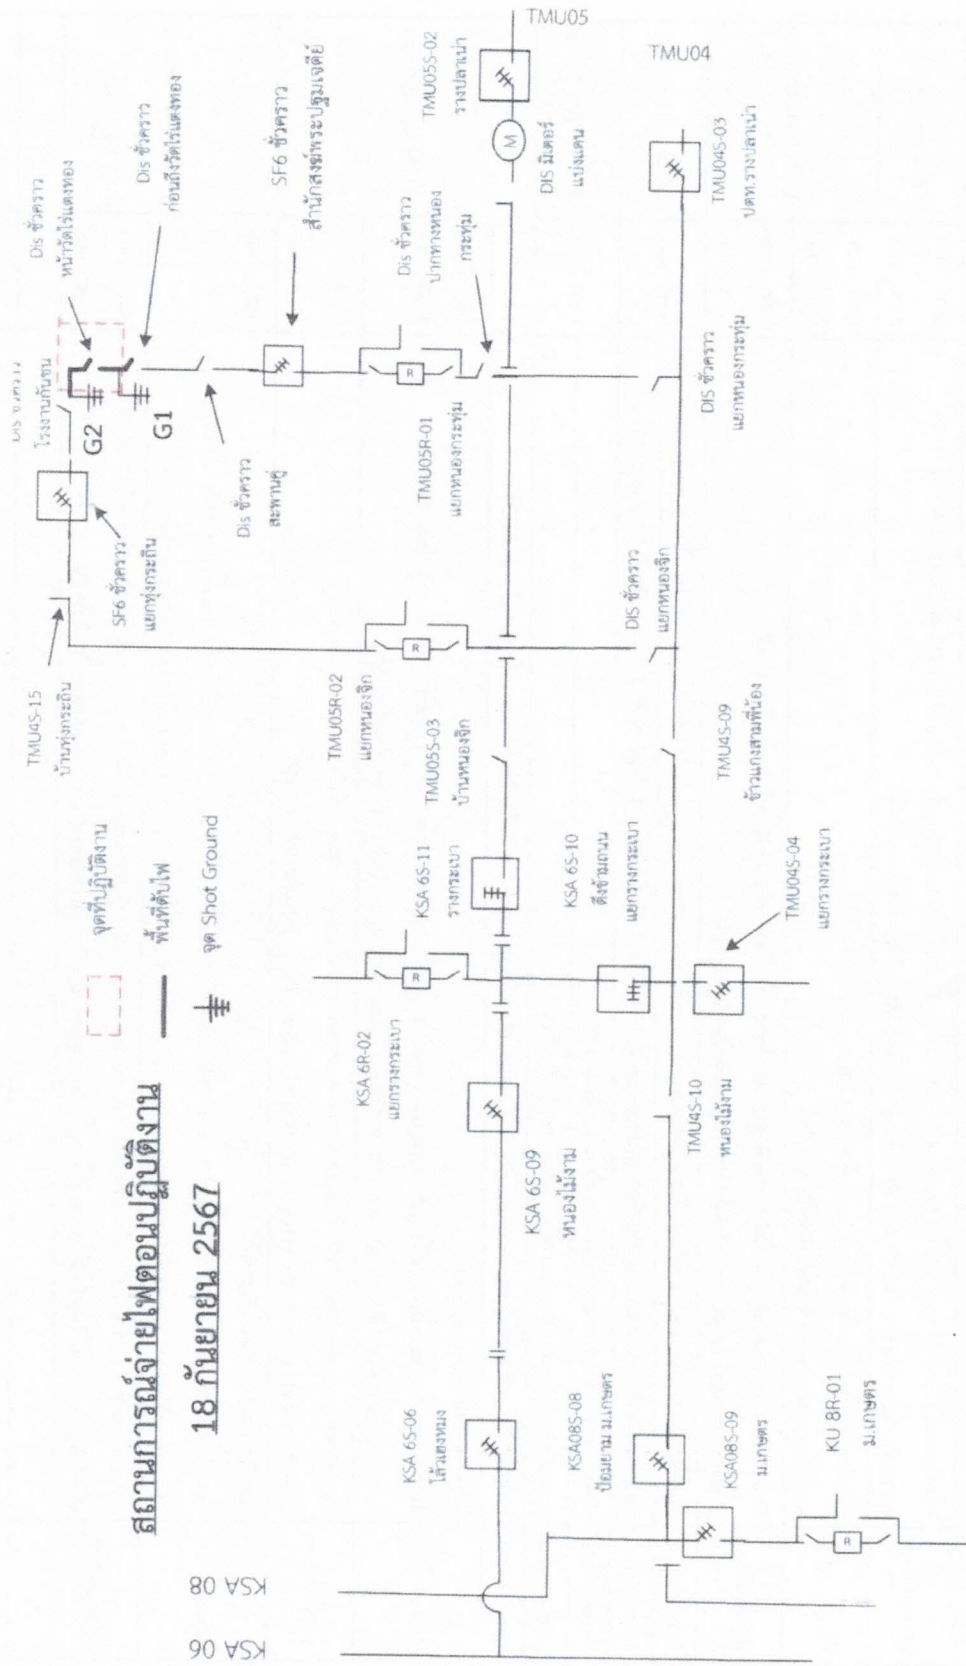 สถานการณ์จ่ายไฟตอนปฏิบัติงาน
18 กันยายน 2567
จุดที่ปฏิบัติงาน
พื้นที่ดับไฟ
จุด Shot Ground
TMU4S-15
บ้านทุ่งกระถิน
SF6 ชั่วคราว
แยกทุ่งกระถิน
Dis ชั่วคราว
โรงงานกันชน
G2
G1
Dis ชั่วคราว
หน้าวัดไร่แตงทอง
Dis ชั่วคราว
ก่อนถึงวัดไร่แตงทอง
Dis ชั่วคราว
สะพานคู่
SF6 ชั่วคราว
สำนักสงฆ์พระปฐมเจดีย์
KSA 6R-02
แยกรางกระเบา
R
TMU05R-02
แยกหนองจิก
R
TMU05R-01
แยกหนองกระทุ่ม
R
Dis ชั่วคราว
ปากทางหนอง
กระทุ่ม
KSA 6S-06
KSA 6S-09
หนองไม้งาม
KSA 6S-11
รางกระเบา
TMU05S-03
บ้านหนองจิก
TMU05S-02
รางปลาเน่า
TMU05
M
DIS มิเตอร์
แบ่งแดน
KSA 6S-10
ดึงข้ามถนน
แยกรางกระเบา
DIS ชั่วคราว
แยกหนองจิก
DIS ชั่วคราว
แยกหนองกระทุ่ม
TMU04
TMU04S-03
ปตท.รางปลาเน่า
KSA08S-08
ป้อมยาม ม.เกษตร
TMU4S-10
หนองไม้งาม
TMU4S-09
ข้าวแกงสามพี่น้อง
TMU04S-04
แยกรางกระเบา
KSA08S-09
ม.เกษตร
KU 8R-01
ม.เกษตร
R
KSA 08
KSA 06